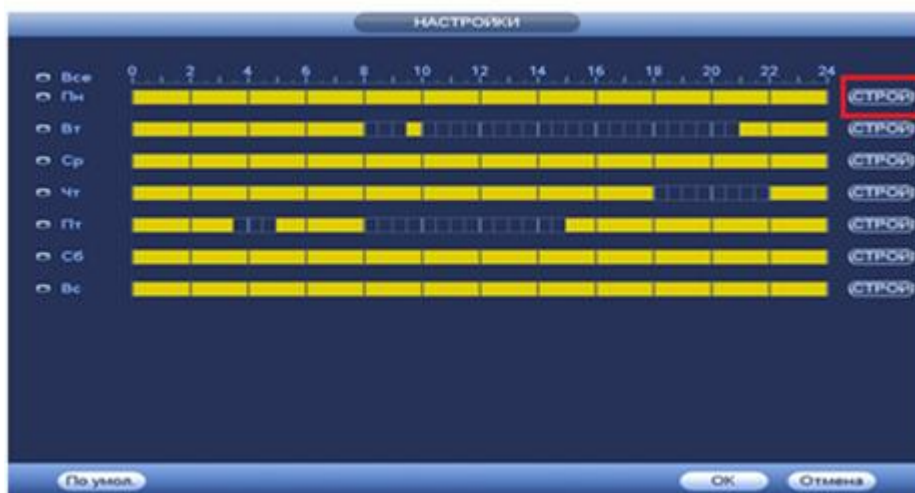 НАСТРОЙКИ
Все 0 2 4 6 8 10 12 14 16 18 20 22 24
Пн (СТРОЙ)
Вт (СТРОЙ)
Ср (СТРОЙ)
Чт (СТРОЙ)
Пт (СТРОЙ)
Сб (СТРОЙ)
Вс (СТРОЙ)
По умол. ОК Отмена